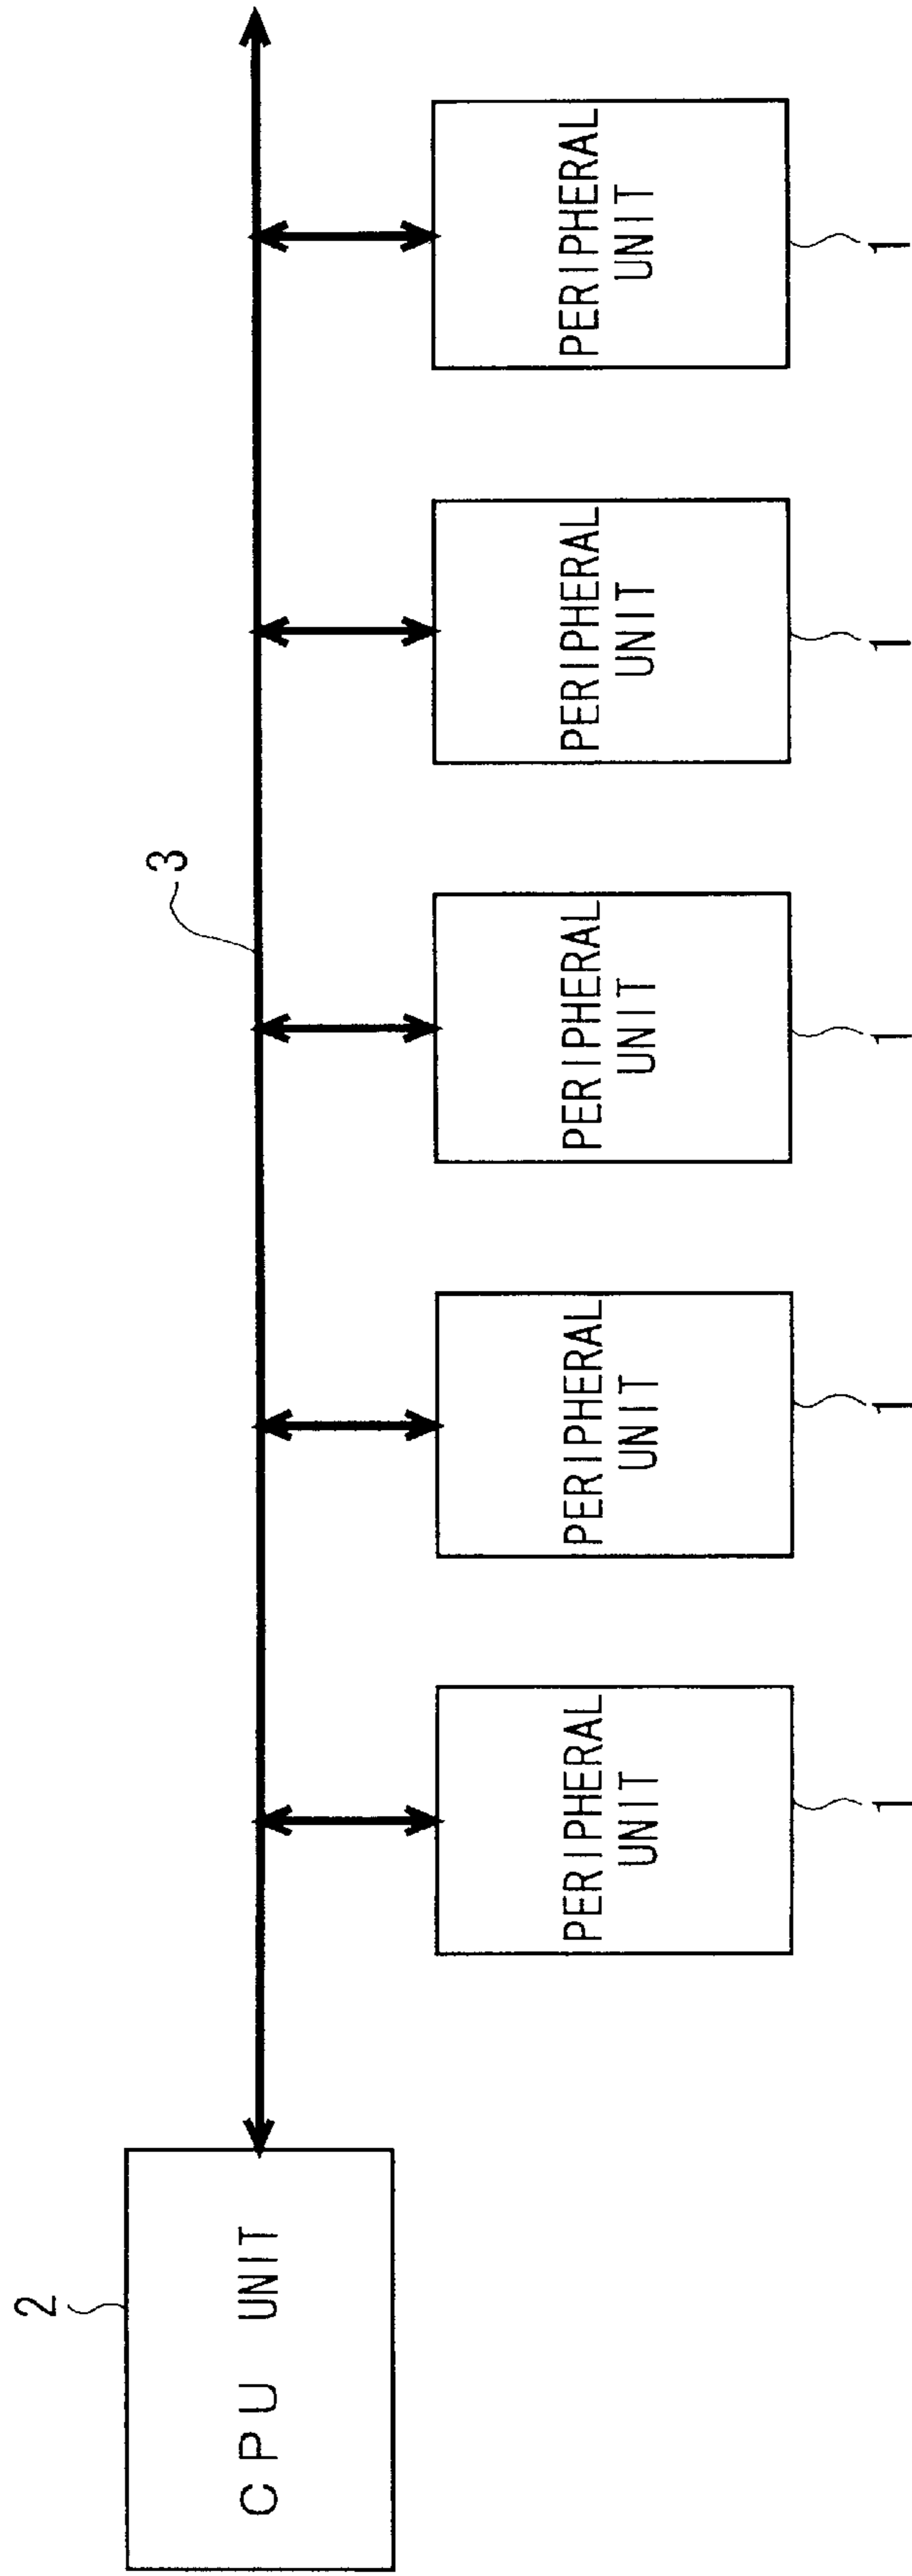 3
2
CPU UNIT
PERIPHERAL
UNIT
1
PERIPHERAL
UNIT
1
PERIPHERAL
UNIT
1
PERIPHERAL
UNIT
1
PERIPHERAL
UNIT
1